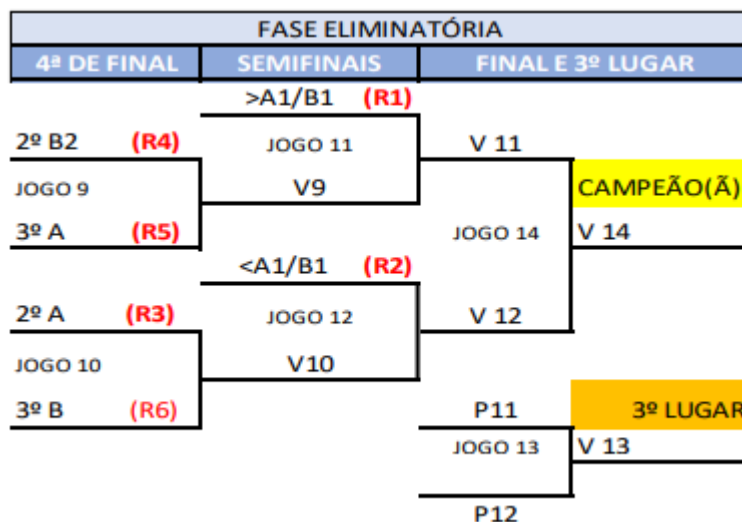 FASE ELIMINATÓRIA
4ª DE FINAL SEMIFINAIS FINAL E 3º LUGAR
>A1/B1 (R1)
2º B2 (R4) JOGO 11 V 11
JOGO 9 V9 CAMPEÃO(Ã)
3º A (R5) JOGO 14 V 14
<A1/B1 (R2)
2º A (R3) JOGO 12 V 12
JOGO 10 V10
3º B (R6) P11 3º LUGAR
JOGO 13 V 13
P12